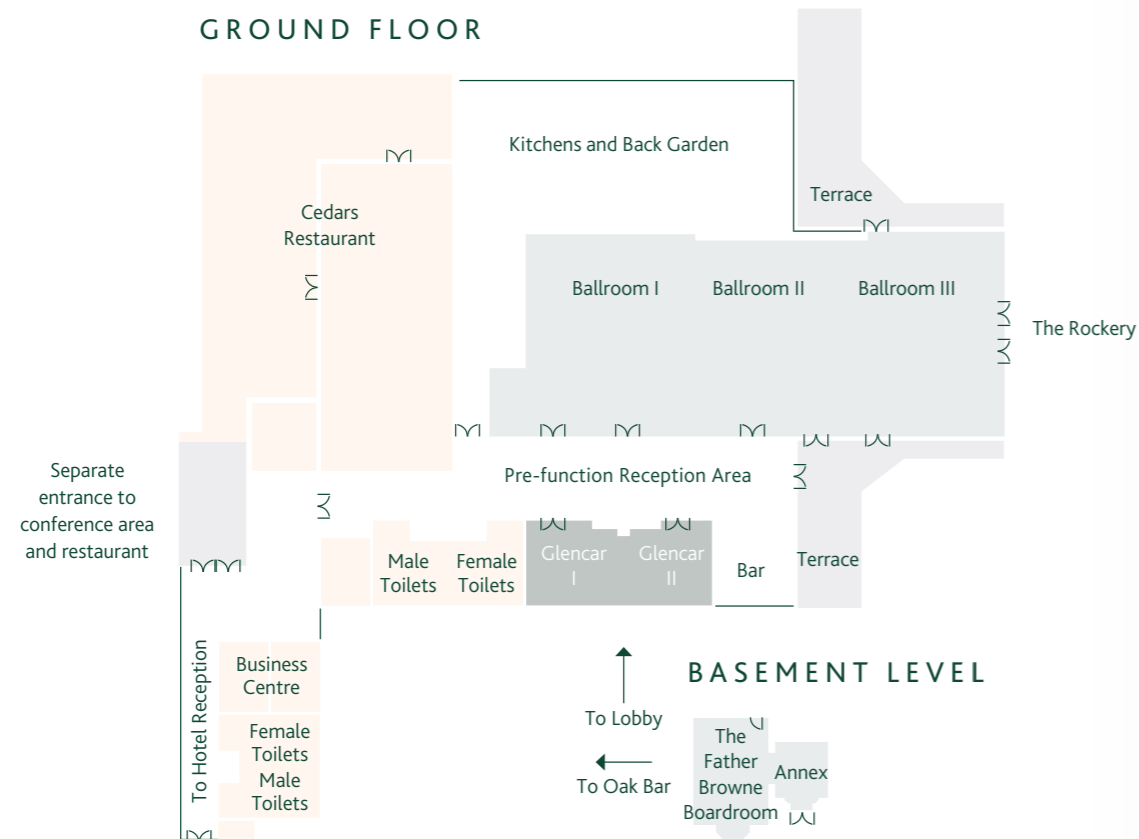 GROUND FLOOR
Kitchens and Back Garden
Terrace
Cedars
Restaurant
Ballroom I
Ballroom II
Ballroom III
The Rockery
Separate
entrance to
conference area
and restaurant
Pre-function Reception Area
Male
Toilets
Female
Toilets
Glencar
I
Glencar
II
Bar
Terrace
To Hotel Reception
Business
Centre
Female
Toilets
Male
Toilets
To Lobby
To Oak Bar
BASEMENT LEVEL
The
Father
Browne
Boardroom
Annex